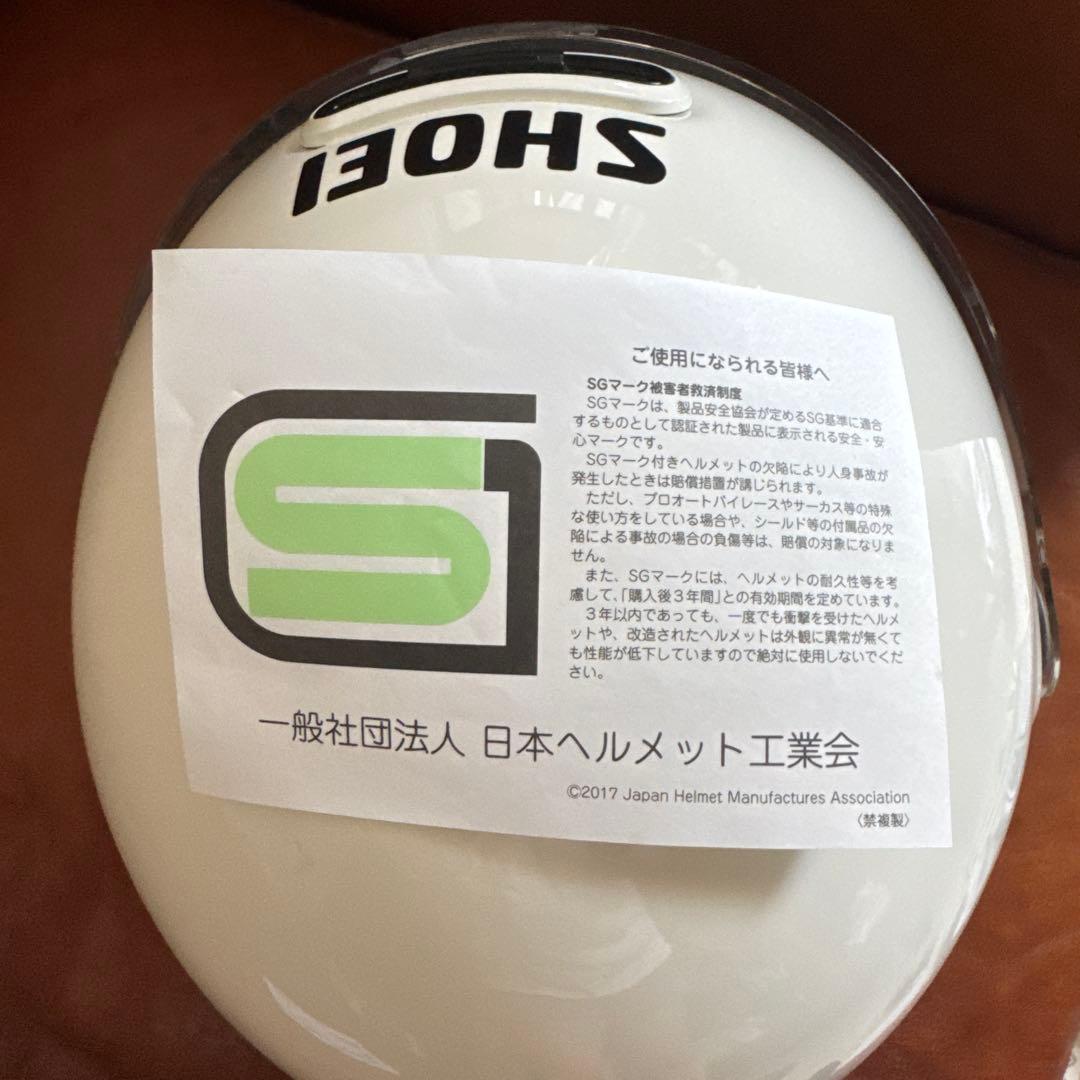 SHOEI
ご使用になられる皆様へ
SGマーク被害者救済制度
SGマークは、製品安全協会が定めるSG基準に適合
するものとして認証された製品に表示される安全・安
心マークです。
SGマーク付きヘルメットの欠陥により人身事故が
発生したときは賠償措置が講じられます。
ただし、プロオートバイレースやサーカス等の特殊
な使い方をしている場合や、シールド等の付属品の欠
陥による事故の場合の負傷等は、賠償の対象になりま
せん。
また、SGマークには、ヘルメットの耐久性等を考
慮して、「購入後3年間」との有効期間を定めています。
3年以内であっても、一度でも衝撃を受けたヘルメ
ットや、改造されたヘルメットは外観に異常が無くて
も性能が低下していますので絶対に使用しないでくだ
さい。
SG
一般社団法人 日本ヘルメット工業会
©2017 Japan Helmet Manufactures Association
〈禁複製〉